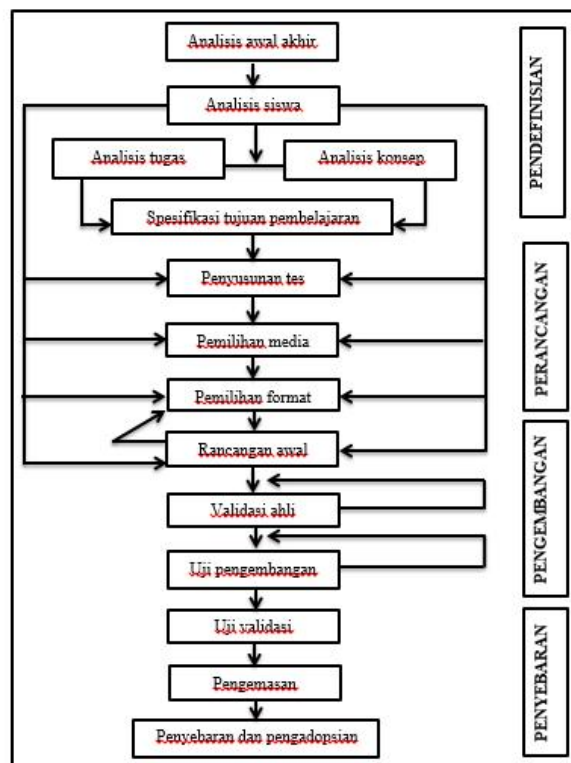 Analisis awal akhir
PENDEFINISIAN
Analisis siswa
Analisis tugas
Analisis konsep
Spesifikasi tujuan pembelajaran
PERANCANGAN
Penyusunan tes
Pemilihan media
Pemilihan format
Rancangan awal
PENGEMBANGAN
Validasi ahli
Uji pengembangan
Uji validasi
PENYEBARAN
Pengemasan
Penyebaran dan pengadopsian